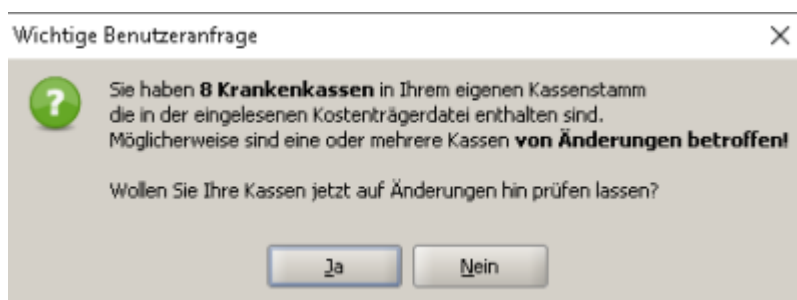 Wichtige Benutzeranfrage
Sie haben 8 Krankenkassen in Ihrem eigenen Kassenstamm
die in der eingelesenen Kostenträgerdatei enthalten sind.
Möglicherweise sind eine oder mehrere Kassen von Änderungen betroffen!
Wollen Sie Ihre Kassen jetzt auf Änderungen hin prüfen lassen?
Ja
Nein